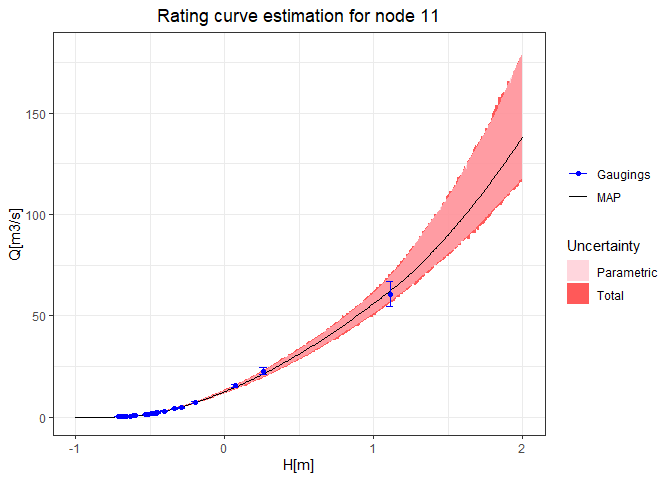 Rating curve estimation for node 11
Q[m3/s]
150
100
50
0
-1
0
1
2
H[m]
Gaugings
MAP
Uncertainty
Parametric
Total